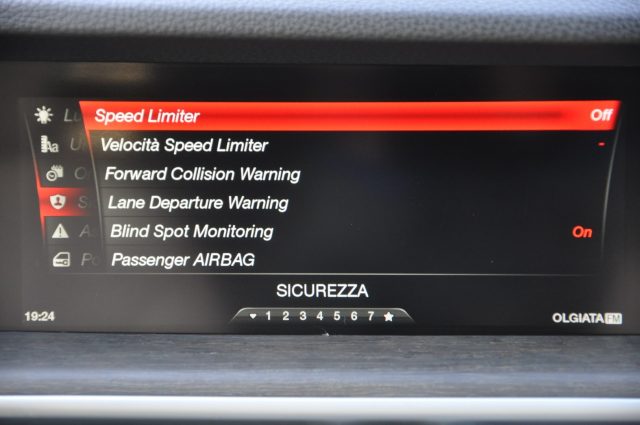 Speed Limiter Off
Velocità Speed Limiter -
Forward Collision Warning
Lane Departure Warning
Blind Spot Monitoring On
Passenger AIRBAG
SICUREZZA
19:24 1 2 3 4 5 6 7 OLGIATA FM